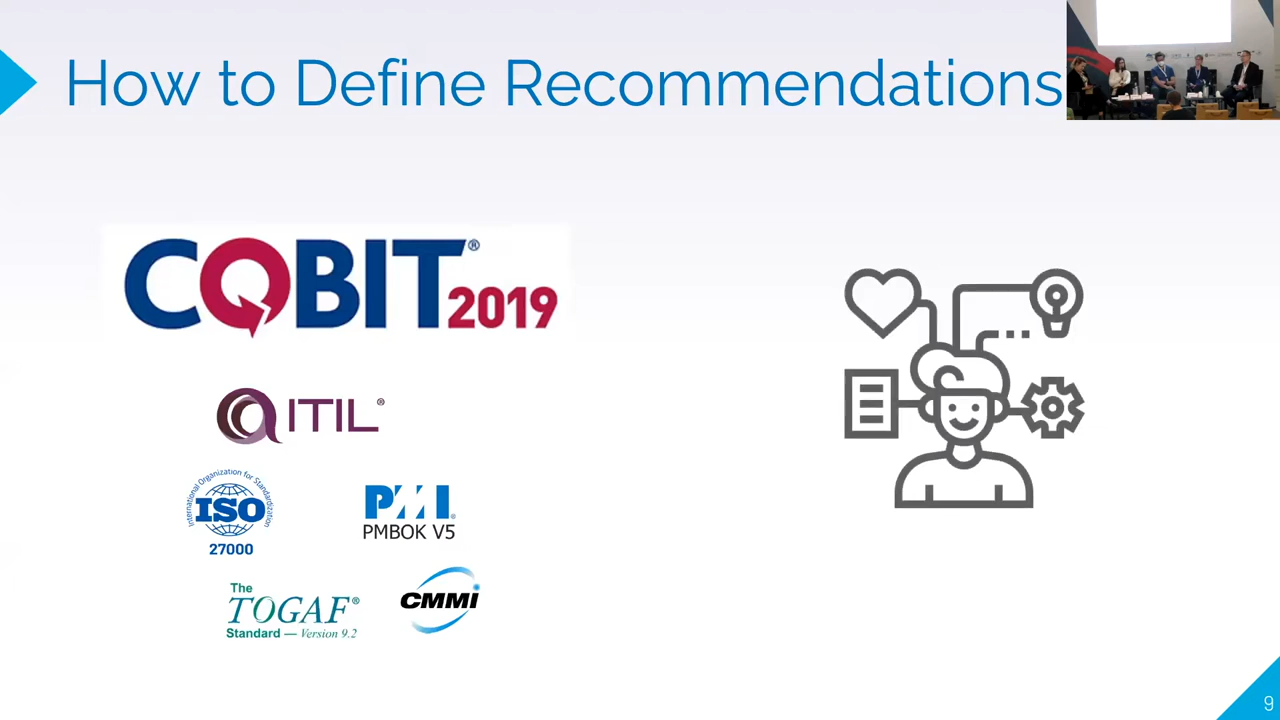 How to Define Recommendations
COBIT® 2019
ITIL®
International Organization for Standardization
ISO
27000
PMI®
PMBOK V5
The
TOGAF®
Standard — Version 9.2
CMMI
9